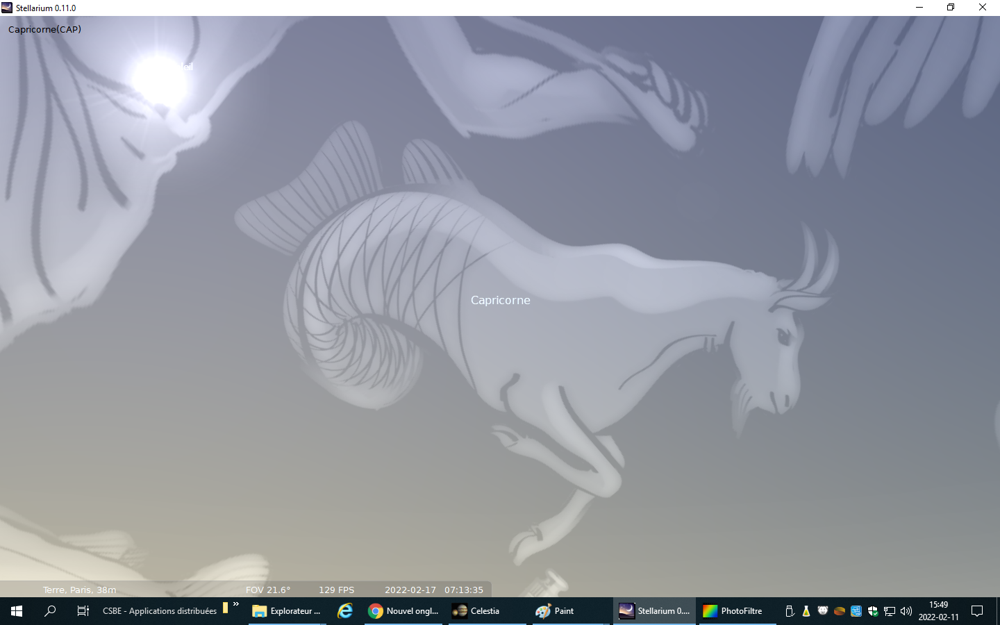 Stellarium 0.11.0
Capricorne(CAP)
Capricorne
Terre, Paris, 38m FOV 21.6° 129 FPS 2022-02-17 07:13:35
CSBE - Applications distribuées » Explorateur ... Nouvel ongl... Celestia Paint Stellarium 0.... PhotoFiltre 15:49
2022-02-11